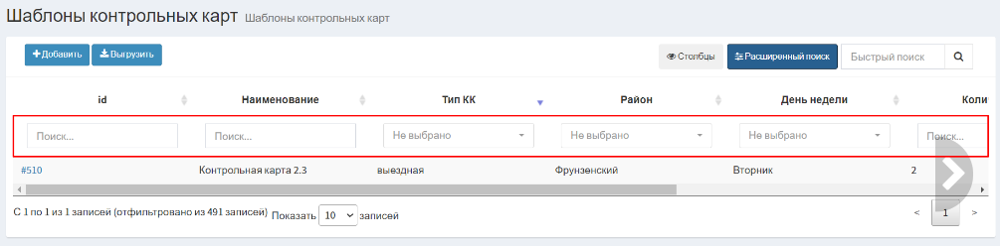 Шаблоны контрольных карт Шаблоны контрольных карт
Добавить Выгрузить Столбцы Расширенный поиск Быстрый поиск
id Наименование Тип КК Район День недели Коли
Поиск... Поиск... Не выбрано Не выбрано Не выбрано Поиск...
#510 Контрольная карта 2.3 выездная Фрунзенский Вторник 2
С 1 по 1 из 1 записей (отфильтровано из 491 записей) Показать 10 записей < 1 >